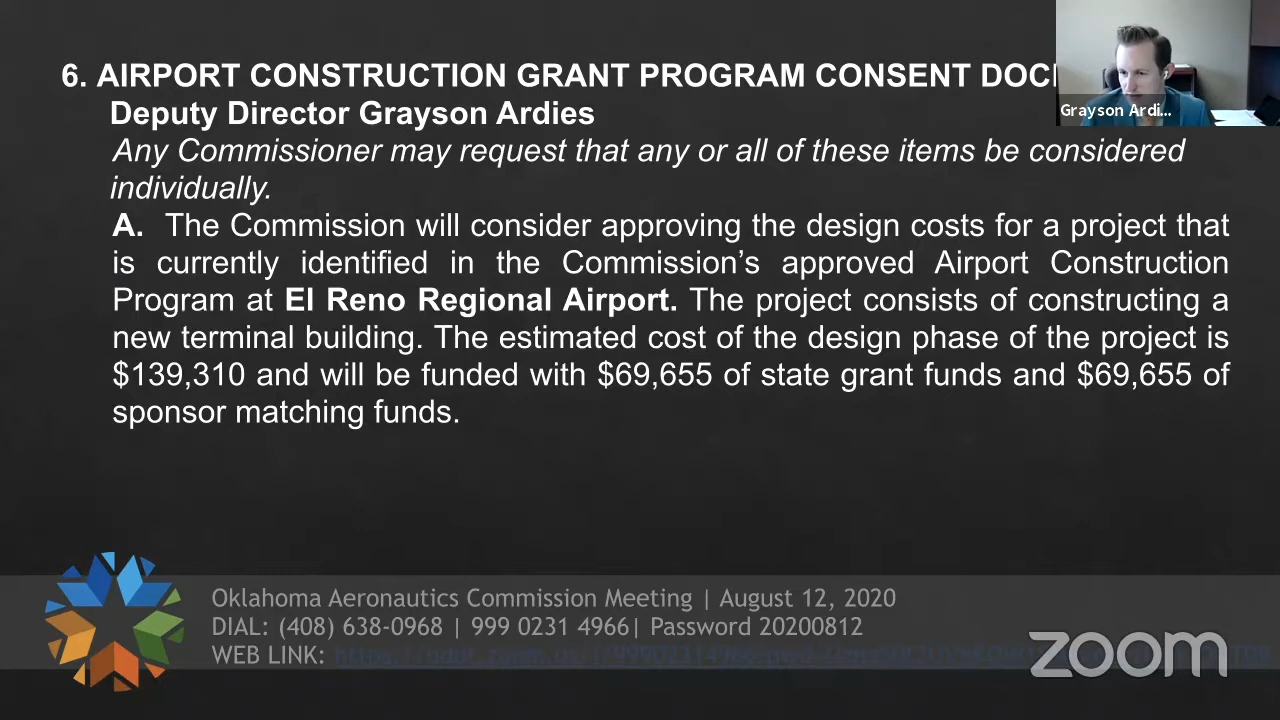 6. AIRPORT CONSTRUCTION GRANT PROGRAM CONSENT
Deputy Director Grayson Ardies
Grayson Ardi...
Any Commissioner may request that any or all of these items be considered
individually.
A. The Commission will consider approving the design costs for a project that
is currently identified in the Commission’s approved Airport Construction
Program at El Reno Regional Airport. The project consists of constructing a
new terminal building. The estimated cost of the design phase of the project is
$139,310 and will be funded with $69,655 of state grant funds and $69,655 of
sponsor matching funds.
Oklahoma Aeronautics Commission Meeting | August 12, 2020
DIAL: (408) 638-0968 | 999 0231 4966| Password 20200812
WEB LINK:
zoom